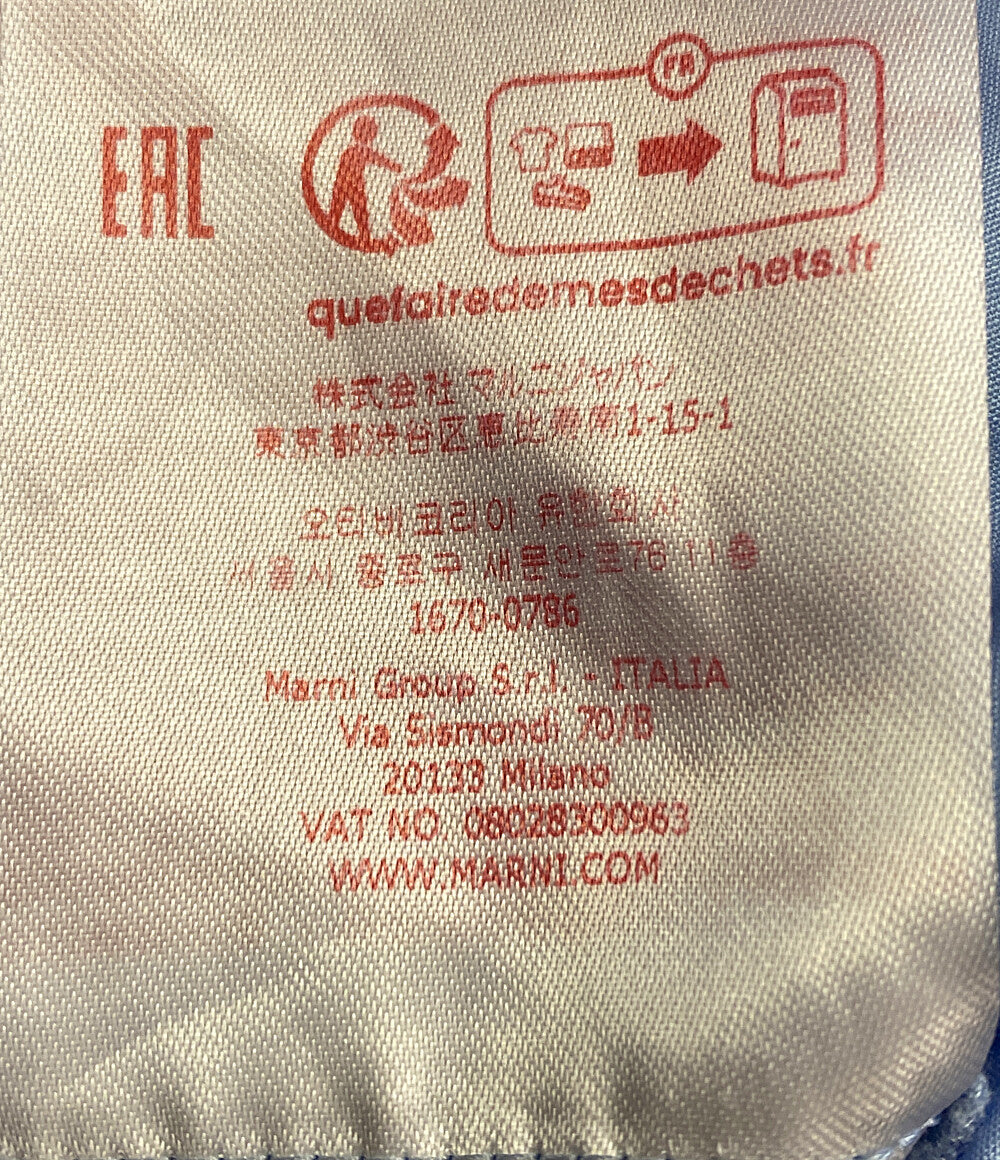 EAC
FR
quefairedemesdechets.fr
株式会社 マルニジャパン
東京都渋谷区恵比寿南1-15-1
오티비코리아 유한회사
서울시 종로구 새문안로76 11층
1670-0786
Marni Group S.r.l. - ITALIA
Via Sismondi 70/B
20133 Milano
VAT NO. 08028300963
WWW.MARNI.COM